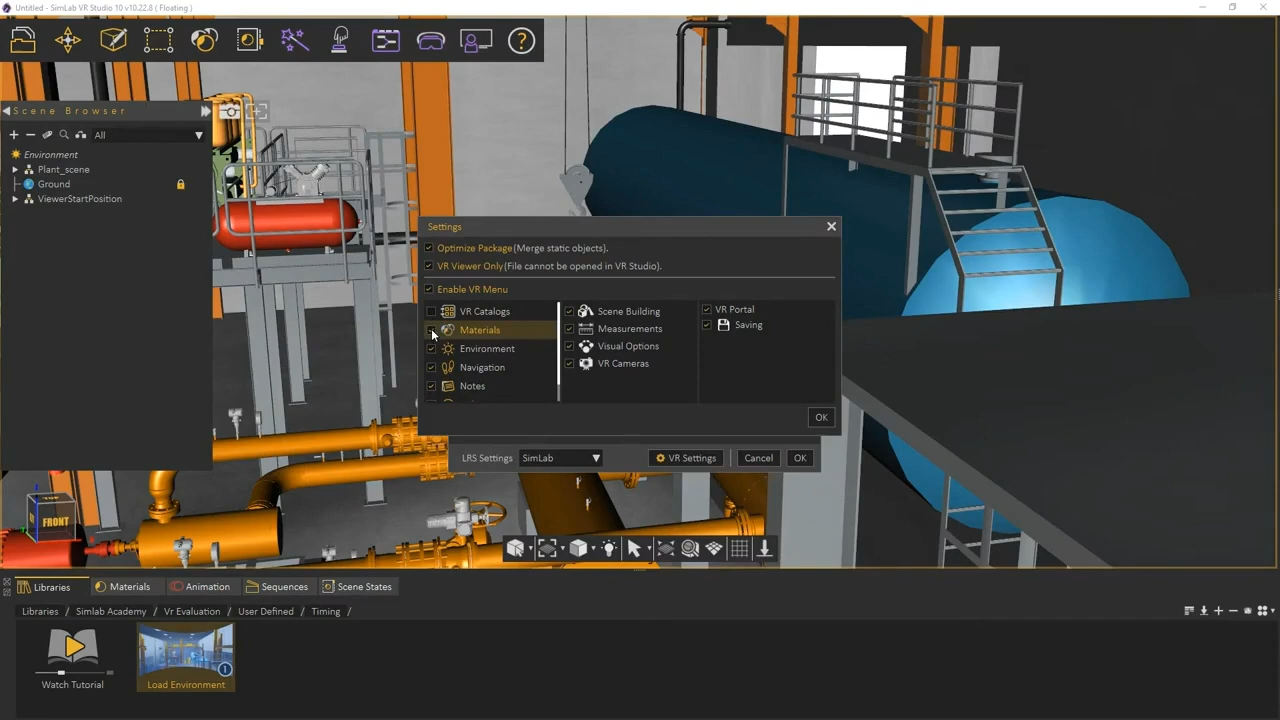 Untitled - SimLab VR Studio 10 v10.22.8 ( Floating )
Scene Browser
All
Environment
Plant_scene
Ground
ViewerStartPosition
Settings
Optimize Package(Merge static objects).
VR Viewer Only(File cannot be opened in VR Studio).
Enable VR Menu
VR Catalogs
Scene Building
VR Portal
Materials
Measurements
Saving
Environment
Visual Options
Navigation
VR Cameras
Notes
OK
LRS Settings
SimLab
VR Settings
Cancel
OK
TOP
FRONT
Libraries
Materials
Animation
Sequences
Scene States
Libraries / Simlab Academy / Vr Evaluation / User Defined / Timing /
Watch Tutorial
Load Environment